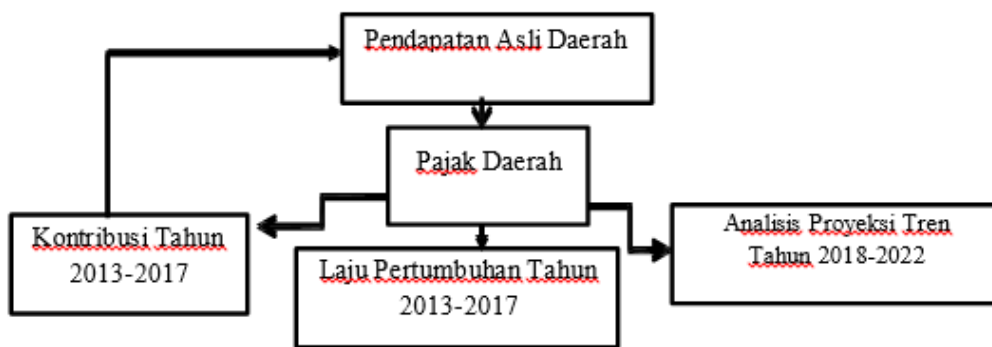 Pendapatan Asli Daerah
Pajak Daerah
Kontribusi Tahun
2013-2017
Laju Pertumbuhan Tahun
2013-2017
Analisis Proyeksi Tren
Tahun 2018-2022